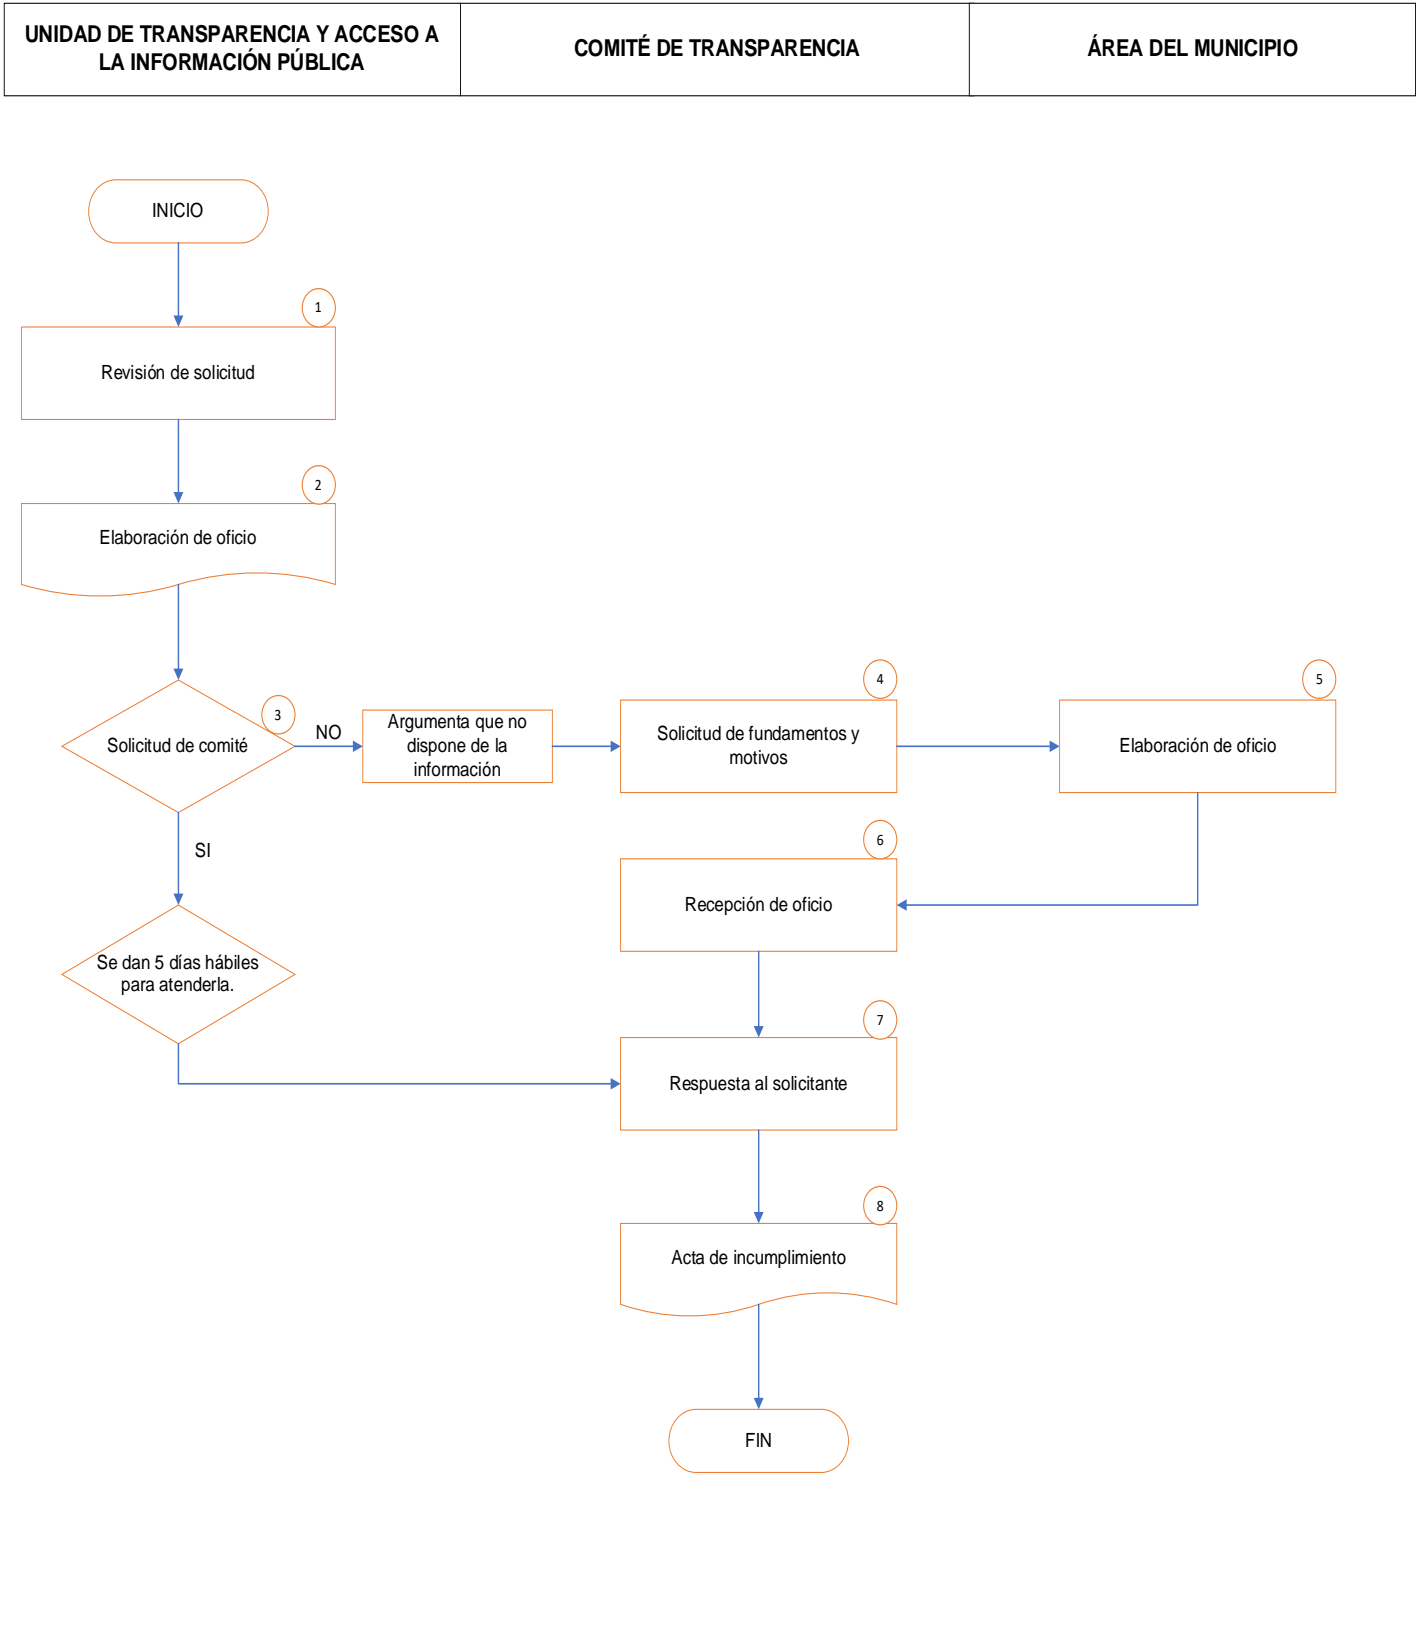 UNIDAD DE TRANSPARENCIA Y ACCESO A
LA INFORMACIÓN PÚBLICA
COMITÉ DE TRANSPARENCIA
ÁREA DEL MUNICIPIO
INICIO
1
Revisión de solicitud
2
Elaboración de oficio
3
Solicitud de comité
NO
Argumenta que no
dispone de la
información
4
Solicitud de fundamentos y
motivos
5
Elaboración de oficio
SI
6
Recepción de oficio
Se dan 5 días hábiles
para atenderla.
7
Respuesta al solicitante
8
Acta de incumplimiento
FIN